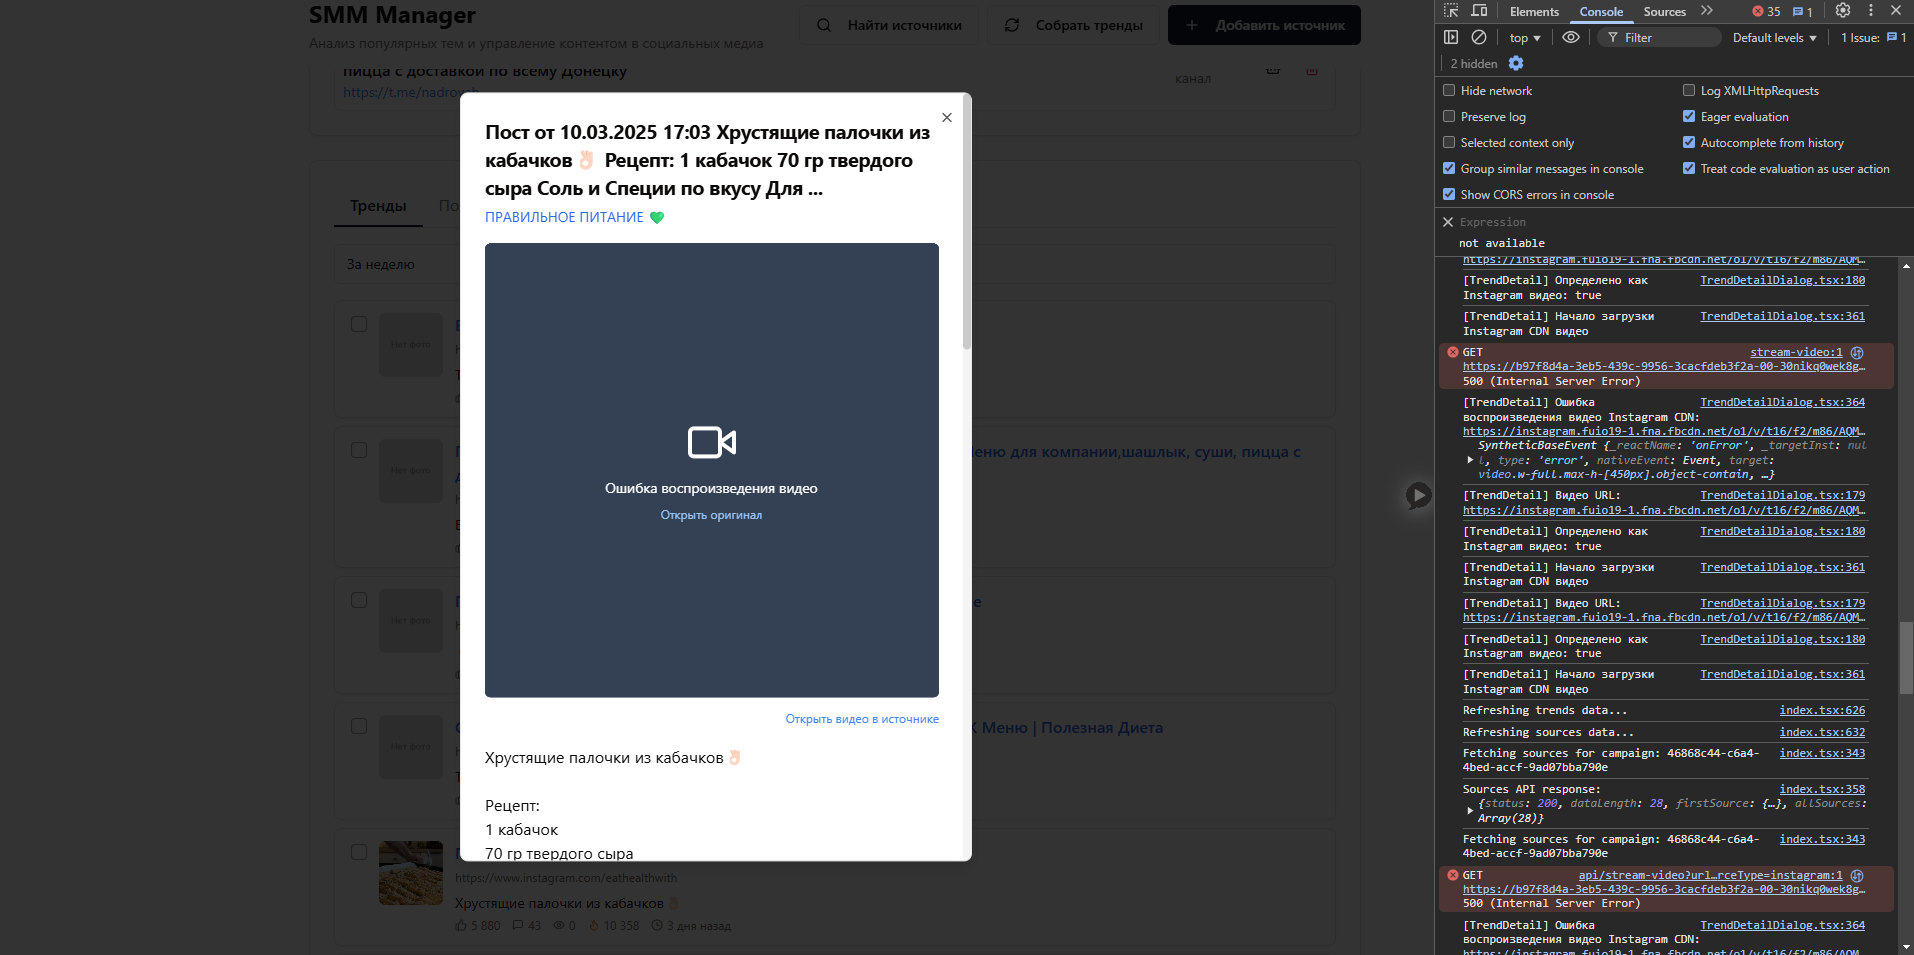 SMM Manager
Анализ популярных тем и управление контентом в социальных медиа
Найти источники
Собрать тренды
Добавить источник
пицца с доставкой по всему Донецку
канал
Тренды
За неделю
Нет фото
Нет фото
Меню для компании,шашлык, суши, пицца с
Нет фото
Нет фото
Меню | Полезная Диета
https://www.instagram.com/eathealthwith
Хрустящие палочки из кабачков
5 880 43 0 10 358 3 дня назад
Пост от 10.03.2025 17:03 Хрустящие палочки из
кабачков👌🏻 Рецепт: 1 кабачок 70 гр твердого
сыра Соль и Специи по вкусу Для ...
ПРАВИЛЬНОЕ ПИТАНИЕ 💚
Ошибка воспроизведения видео
Открыть оригинал
Открыть видео в источнике
Хрустящие палочки из кабачков👌🏻
Рецепт:
1 кабачок
70 гр твердого сыра
Elements Console Sources 35 1
top Filter Default levels 1 Issue: 1
2 hidden
Hide network
Log XMLHttpRequests
Preserve log
Eager evaluation
Selected context only
Autocomplete from history
Group similar messages in console
Treat code evaluation as user action
Show CORS errors in console
Expression
not available
https://instagram.fuio19-1.fna.fbcdn.net/o1/v/t16/f2/m86/AQM…
[TrendDetail] Определено как TrendDetailDialog.tsx:180
Instagram видео: true
[TrendDetail] Начало загрузки TrendDetailDialog.tsx:361
Instagram CDN видео
GET stream-video:1
https://b97f8d4a-3eb5-439c-9956-3cacfdeb3f2a-00-30nikq0wek8g…
500 (Internal Server Error)
[TrendDetail] Ошибка TrendDetailDialog.tsx:364
воспроизведения видео Instagram CDN:
https://instagram.fuio19-1.fna.fbcdn.net/o1/v/t16/f2/m86/AQM…
SyntheticBaseEvent {_reactName: 'onError', _targetInst: nul
l, type: 'error', nativeEvent: Event, target:
video.w-full.max-h-[450px].object-contain, …}
[TrendDetail] Видео URL: TrendDetailDialog.tsx:179
https://instagram.fuio19-1.fna.fbcdn.net/o1/v/t16/f2/m86/AQM…
[TrendDetail] Определено как TrendDetailDialog.tsx:180
Instagram видео: true
[TrendDetail] Начало загрузки TrendDetailDialog.tsx:361
Instagram CDN видео
[TrendDetail] Видео URL: TrendDetailDialog.tsx:179
https://instagram.fuio19-1.fna.fbcdn.net/o1/v/t16/f2/m86/AQM…
[TrendDetail] Определено как TrendDetailDialog.tsx:180
Instagram видео: true
[TrendDetail] Начало загрузки TrendDetailDialog.tsx:361
Instagram CDN видео
Refreshing trends data... index.tsx:626
Refreshing sources data... index.tsx:632
Fetching sources for campaign: 46868c44-c6a4- index.tsx:343
4bed-accf-9ad07bba790e
Sources API response: index.tsx:358
{status: 200, dataLength: 28, firstSource: {…}, allSources:
Array(28)}
Fetching sources for campaign: 46868c44-c6a4- index.tsx:343
4bed-accf-9ad07bba790e
GET api/stream-video?url…rceType=instagram:1
https://b97f8d4a-3eb5-439c-9956-3cacfdeb3f2a-00-30nikq0wek8g…
500 (Internal Server Error)
[TrendDetail] Ошибка TrendDetailDialog.tsx:364
воспроизведения видео Instagram CDN: